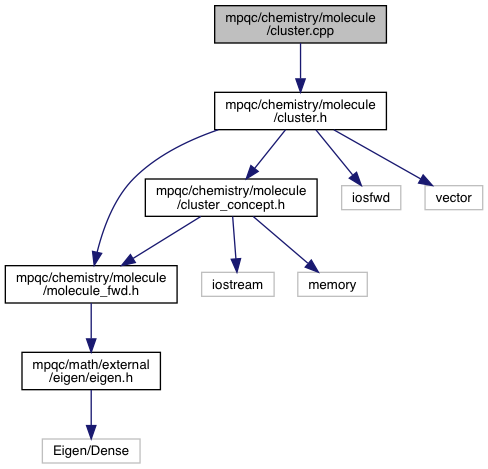 mpqc/chemistry/molecule
/cluster.cpp
mpqc/chemistry/molecule
/cluster.h
mpqc/chemistry/molecule
/cluster_concept.h
iosfwd
vector
mpqc/chemistry/molecule
/molecule_fwd.h
iostream
memory
mpqc/math/external
/eigen/eigen.h
Eigen/Dense